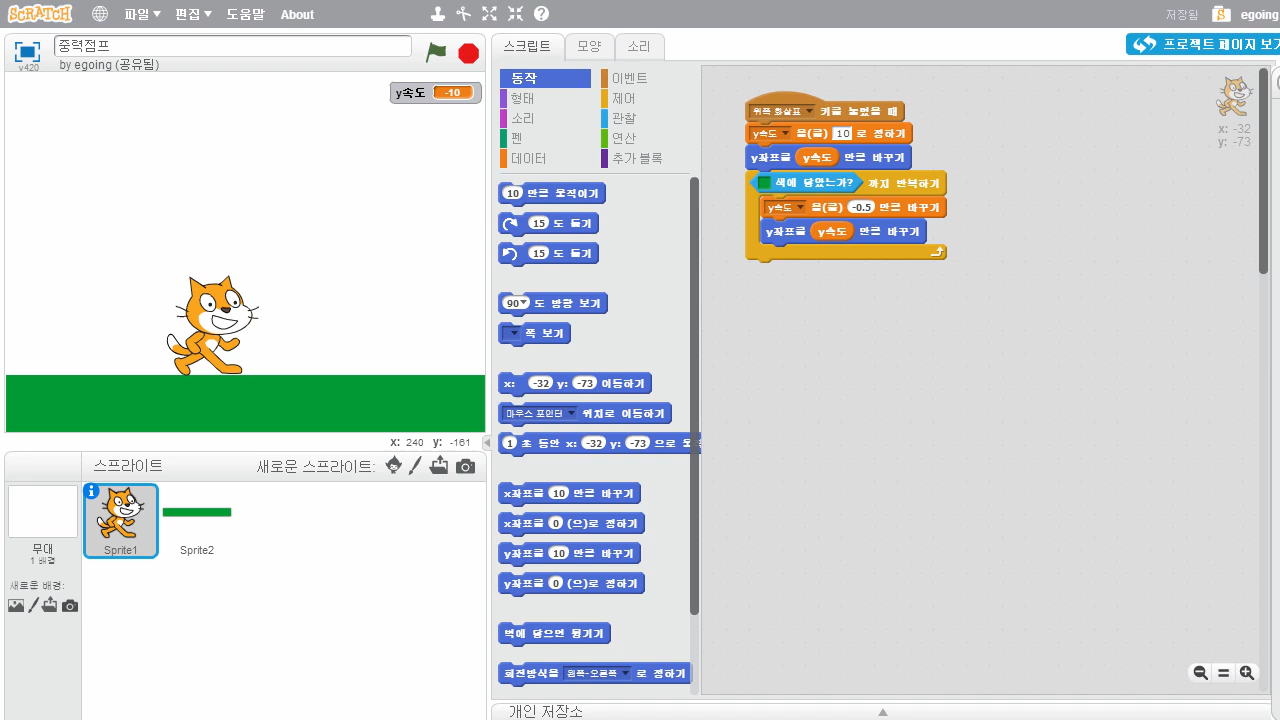 SCRATCH 파일 편집 도움말 About 저장됨 egoing
v420
중력점프
by egoing (공유됨)
y속도 -10
x: 240 y: -161
스프라이트 새로운 스프라이트:
무대
1 배경
새로운 배경:
Sprite1 Sprite2
스크립트 모양 소리
프로젝트 페이지 보기
동작 이벤트
형태 제어
소리 관찰
펜 연산
데이터 추가 블록
10 만큼 움직이기
15 도 돌기
15 도 돌기
90 도 방향 보기
쪽 보기
x: -32 y: -73 이동하기
마우스 포인터 위치로 이동하기
1 초 동안 x: -32 y: -73 으로
x좌표를 10 만큼 바꾸기
x좌표를 0 (으)로 정하기
y좌표를 10 만큼 바꾸기
y좌표를 0 (으)로 정하기
벽에 닿으면 튕기기
회전방식을 왼쪽-오른쪽 로 정하기
위쪽 화살표 키를 눌렀을 때
y속도 을(를) 10 로 정하기
y좌표를 y속도 만큼 바꾸기
색에 닿았는가? 까지 반복하기
y속도 을(를) -0.5 만큼 바꾸기
y좌표를 y속도 만큼 바꾸기
x: -32
y: -73
개인 저장소